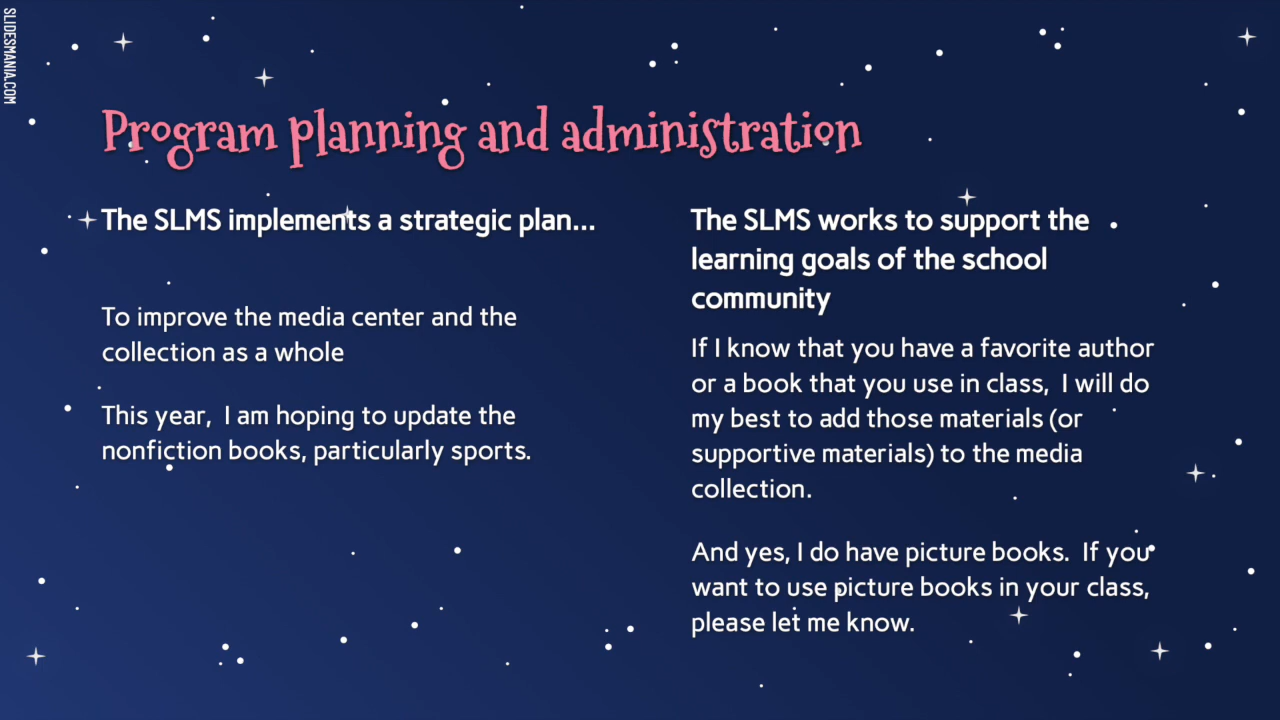 SLIDESMANIA.COM
Program planning and administration
The SLMS implements a strategic plan...
To improve the media center and the
collection as a whole
This year,  I am hoping to update the
nonfiction books, particularly sports.
The SLMS works to support the
learning goals of the school
community
If I know that you have a favorite author
or a book that you use in class,  I will do
my best to add those materials (or
supportive materials) to the media
collection.
And yes, I do have picture books.  If you
want to use picture books in your class,
please let me know.